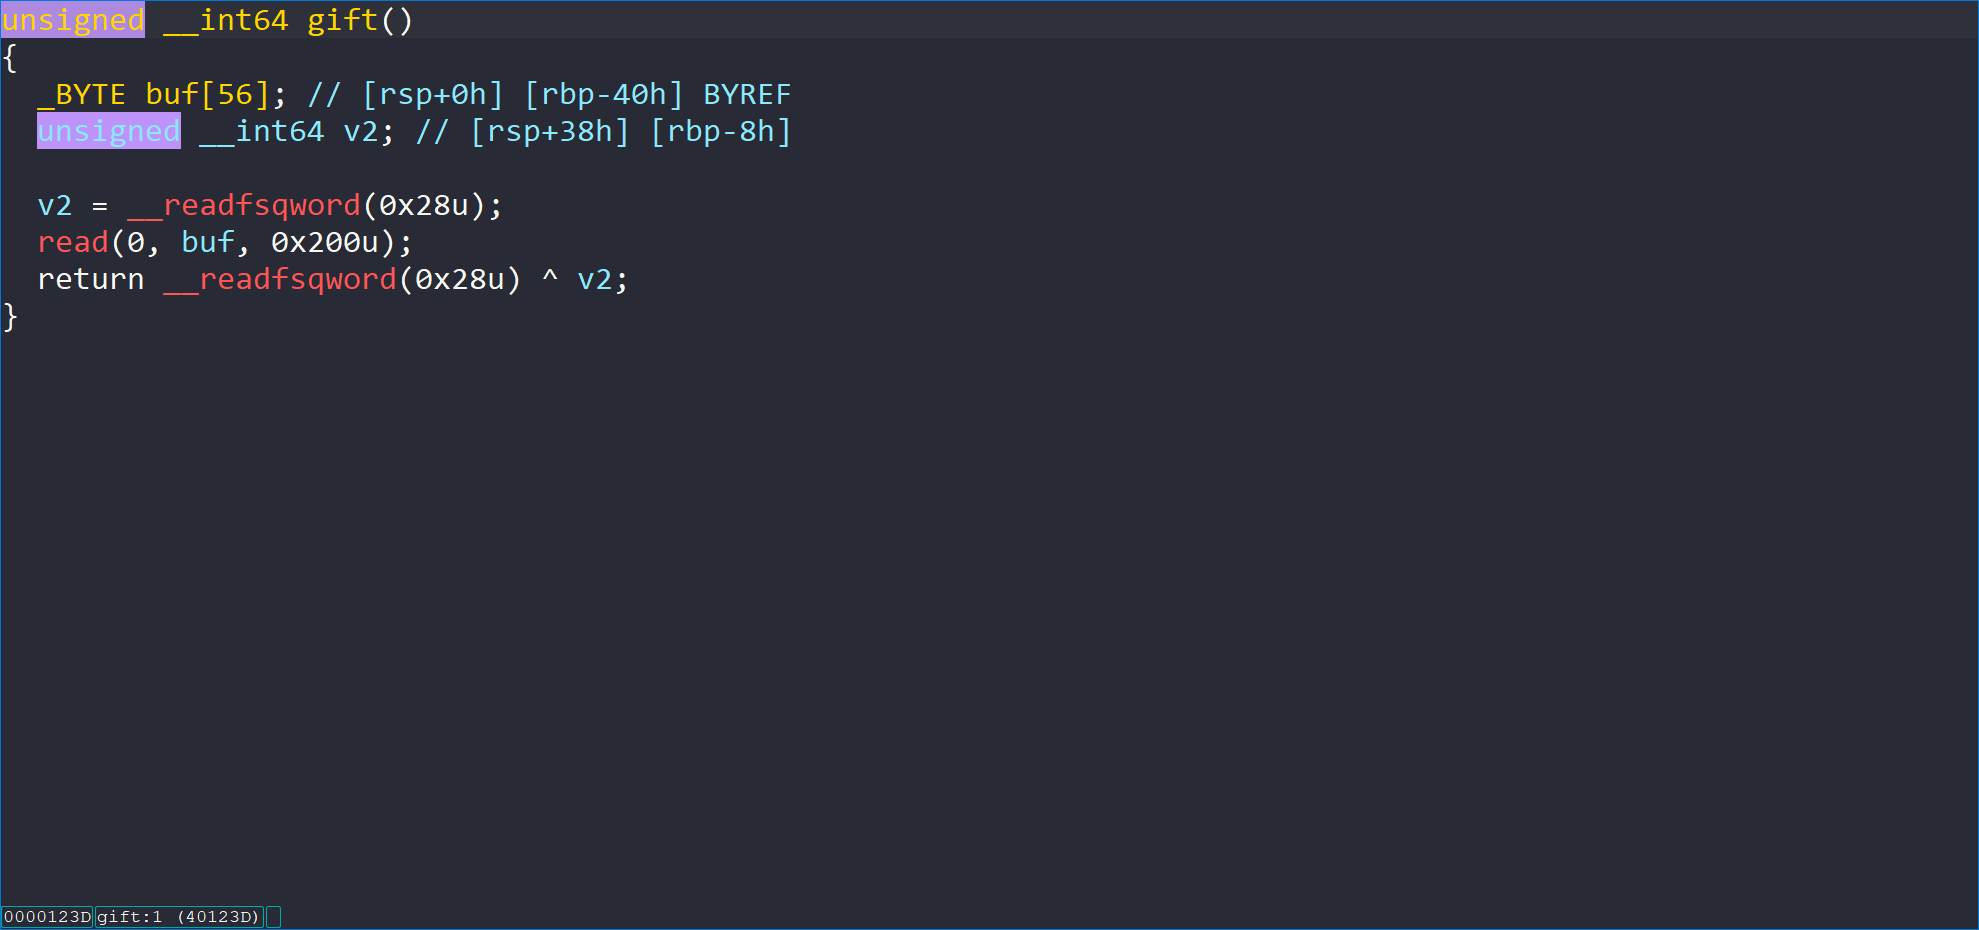 unsigned __int64 gift()
{
  _BYTE buf[56]; // [rsp+0h] [rbp-40h] BYREF
  unsigned __int64 v2; // [rsp+38h] [rbp-8h]
  v2 = __readfsqword(0x28u);
  read(0, buf, 0x200u);
  return __readfsqword(0x28u) ^ v2;
}
0000123D gift:1 (40123D)